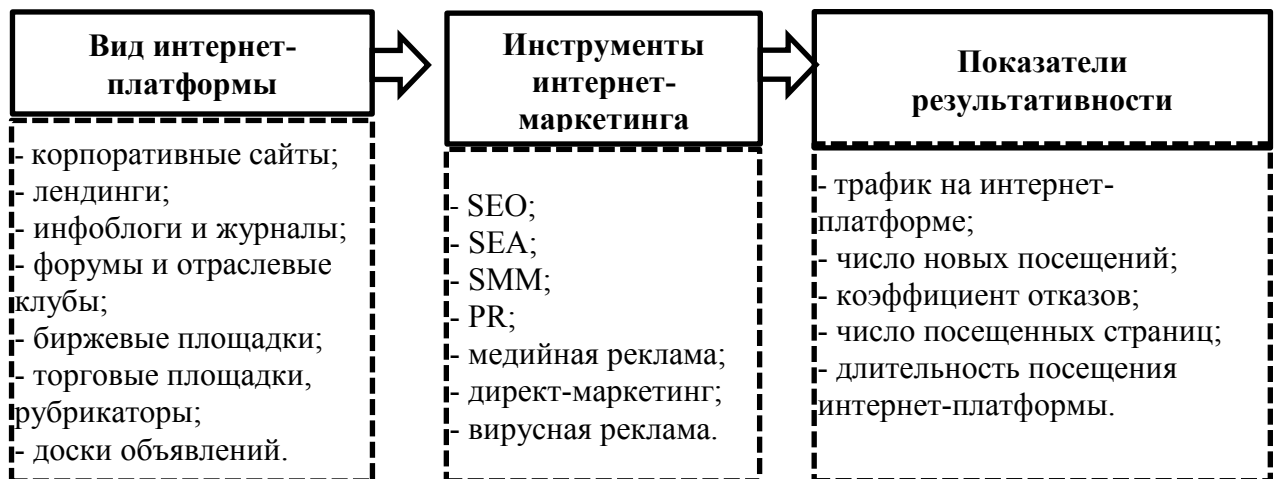 Вид интернет-
платформы
- корпоративные сайты;
- лендинги;
- инфоблоги и журналы;
- форумы и отраслевые
клубы;
- биржевые площадки;
- торговые площадки,
рубрикаторы;
- доски объявлений.
Инструменты
интернет-
маркетинга
- SEO;
- SEA;
- SMM;
- PR;
- медийная реклама;
- директ-маркетинг;
- вирусная реклама.
Показатели
результативности
- трафик на интернет-
платформе;
- число новых посещений;
- коэффициент отказов;
- число посещенных страниц;
- длительность посещения
интернет-платформы.